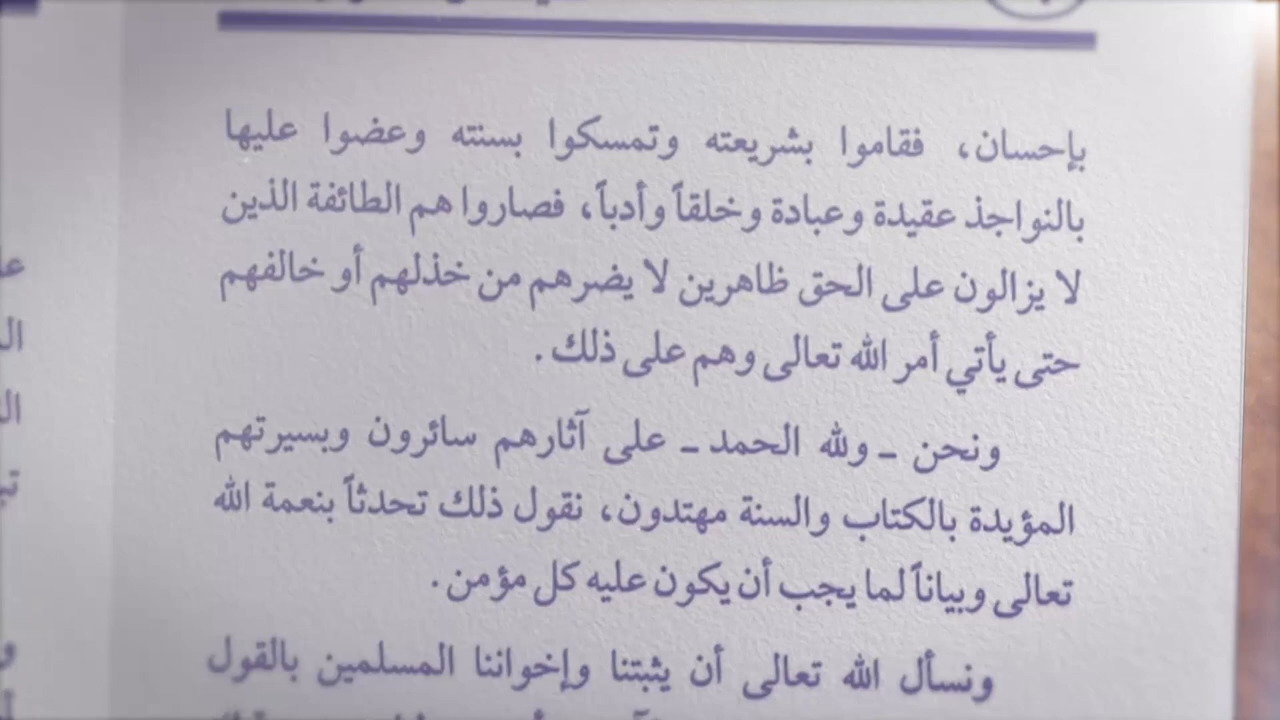 بإحسان، فقاموا بشريعته وتمسكوا بسنته وعضوا عليها
بالنواجذ عقيدة وعبادة وخلقاً وأدباً، فصاروا هم الطائفة الذين
لا يزالون على الحق ظاهرين لا يضرهم من خذلهم أو خالفهم
حتى يأتي أمر الله تعالى وهم على ذلك.
ونحن ـ ولله الحمد ـ على آثارهم سائرون وبسيرتهم
المؤيدة بالكتاب والسنة مهتدون، نقول ذلك تحدثاً بنعمة الله
تعالى وبياناً لما يجب أن يكون عليه كل مؤمن.
ونسأل الله تعالى أن يثبتنا وإخواننا المسلمين بالقول